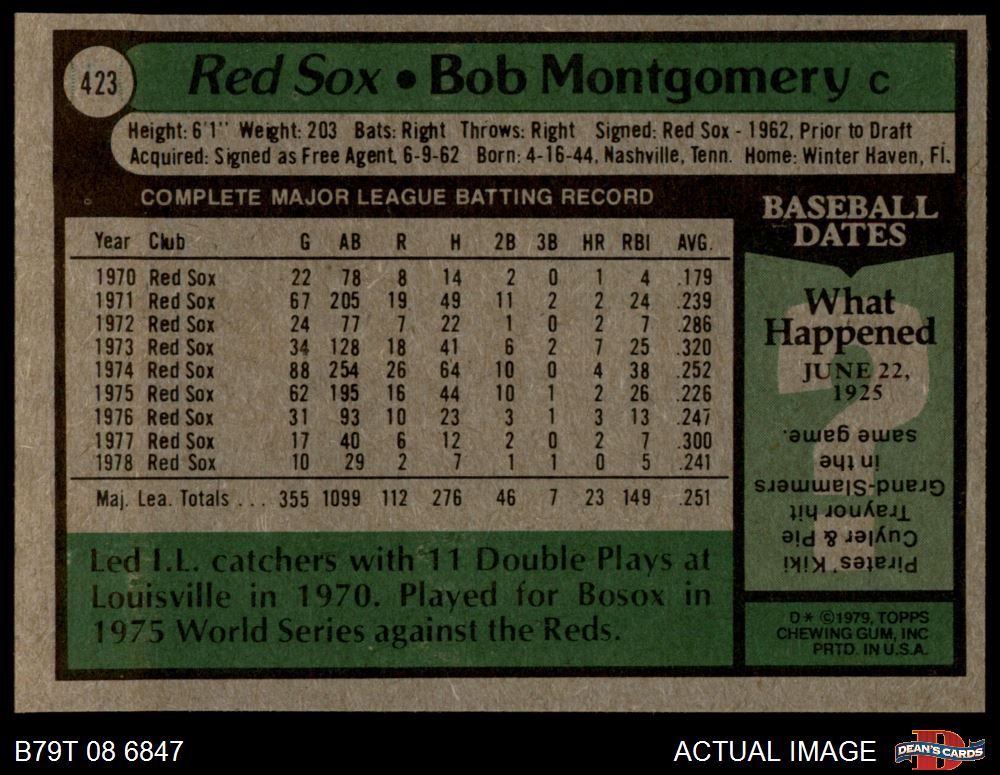 423
Red Sox • Bob Montgomery C
Height: 6'1" Weight: 203 Bats: Right Throws: Right Signed: Red Sox - 1962, Prior to Draft
Acquired: Signed as Free Agent, 6-9-62 Born: 4-16-44, Nashville, Tenn. Home: Winter Haven, Fl.
COMPLETE MAJOR LEAGUE BATTING RECORD
Year Club G AB R H 2B 3B HR RBI AVG.
1970 Red Sox 22 78 8 14 2 0 1 4 .179
1971 Red Sox 67 205 19 49 11 2 2 24 .239
1972 Red Sox 24 77 7 22 1 0 2 7 .286
1973 Red Sox 34 128 18 41 6 2 7 25 .320
1974 Red Sox 88 254 26 64 10 0 4 38 .252
1975 Red Sox 62 195 16 44 10 1 2 26 .226
1976 Red Sox 31 93 10 23 3 1 3 13 .247
1977 Red Sox 17 40 6 12 2 0 2 7 .300
1978 Red Sox 10 29 2 7 1 1 0 5 .241
Maj. Lea. Totals ... 355 1099 112 276 46 7 23 149 .251
Led I.L. catchers with 11 Double Plays at
Louisville in 1970. Played for Bosox in
1975 World Series against the Reds.
BASEBALL
DATES
What
Happened
JUNE 22,
1925
?
Pirates' Kiki
Cuyler & Pie
Traynor hit
Grand-Slammers
in the
same game.
D* ©1979, TOPPS
CHEWING GUM, INC
PRTD. IN U.S.A.
B79T 08 6847
ACTUAL IMAGE
D
DEAN'S CARDS